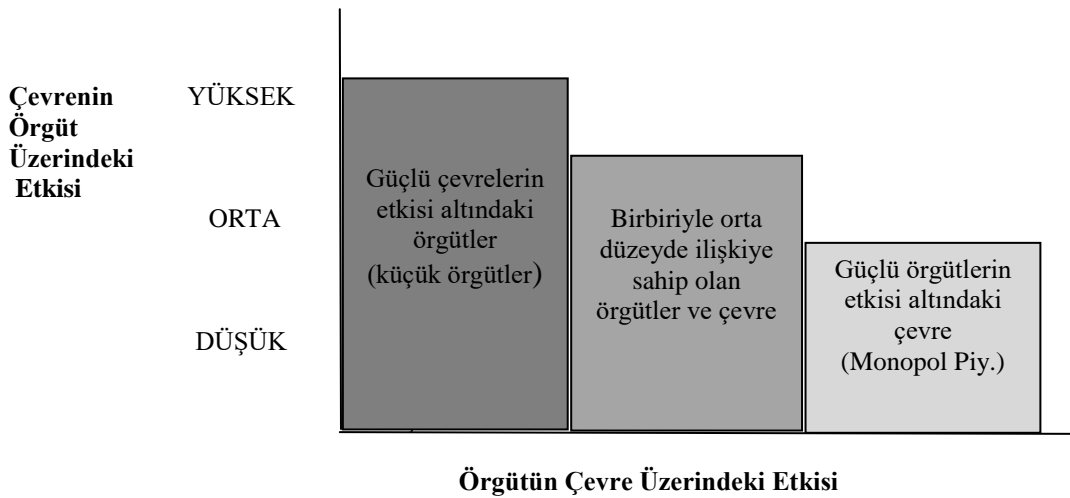 Çevrenin
Örgüt
Üzerindeki
Etkisi
YÜKSEK
ORTA
DÜŞÜK
Güçlü çevrelerin
etkisi altındaki
örgütler
(küçük örgütler)
Birbiriyle orta
düzeyde ilişkiye
sahip olan
örgütler ve çevre
Güçlü örgütlerin
etkisi altındaki
çevre
(Monopol Piy.)
Örgütün Çevre Üzerindeki Etkisi